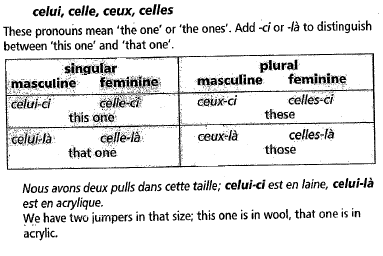 celui, celle, ceux, celles
These pronouns mean 'the one' or 'the ones'. Add -ci or -là to distinguish
between 'this one' and 'that one'.
singular plural
masculine feminine masculine feminine
celui-ci celle-ci ceux-ci celles-ci
this one these
celui-là celle-là ceux-là celles-là
that one those
Nous avons deux pulls dans cette taille; celui-ci est en laine, celui-là
est en acrylique.
We have two jumpers in that size; this one is in wool, that one is in
acrylic.